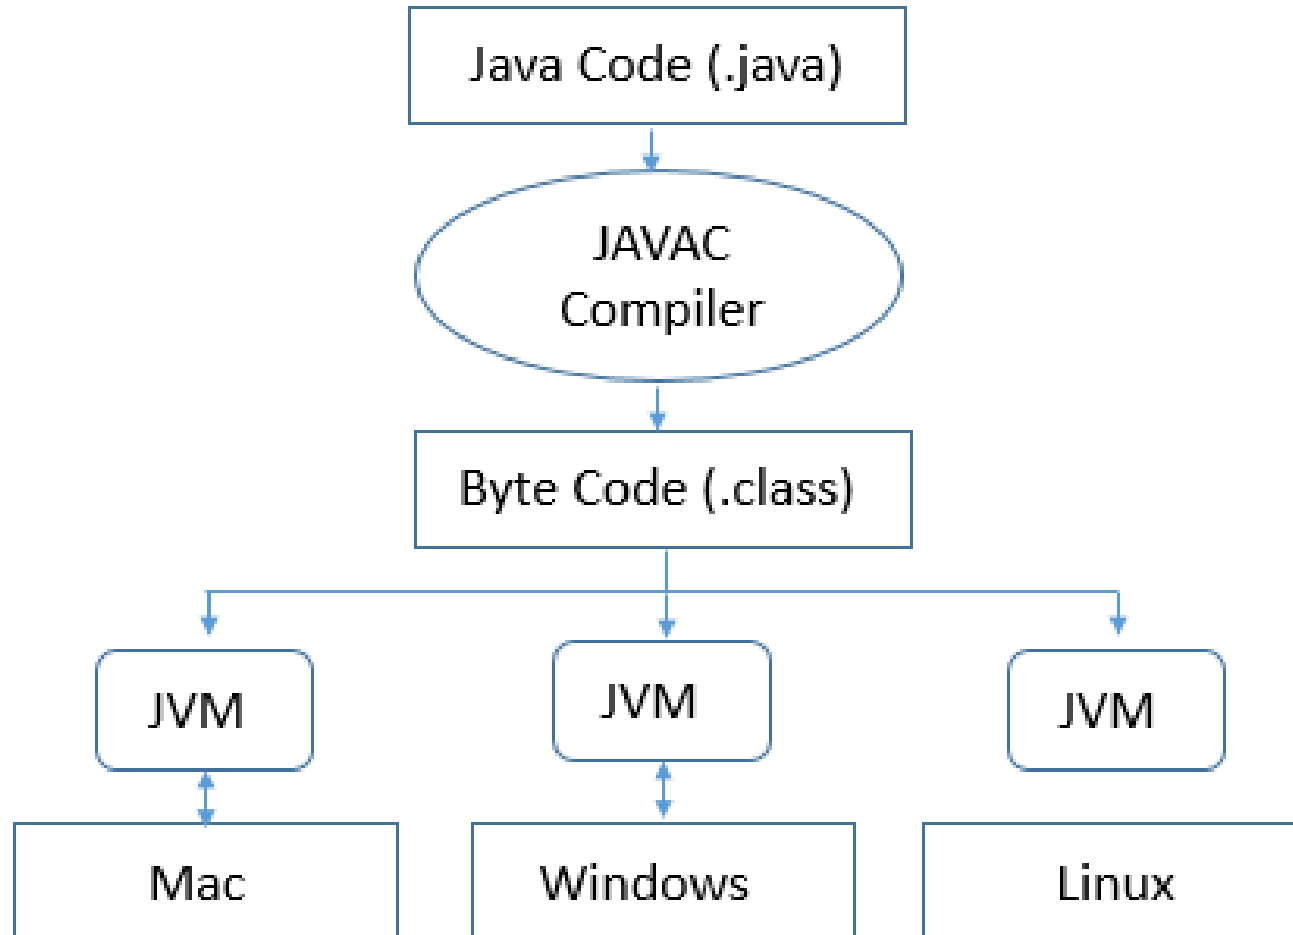 Java Code (.java)
JAVAC
Compiler
Byte Code (.class)
JVM
JVM
JVM
Mac
Windows
Linux